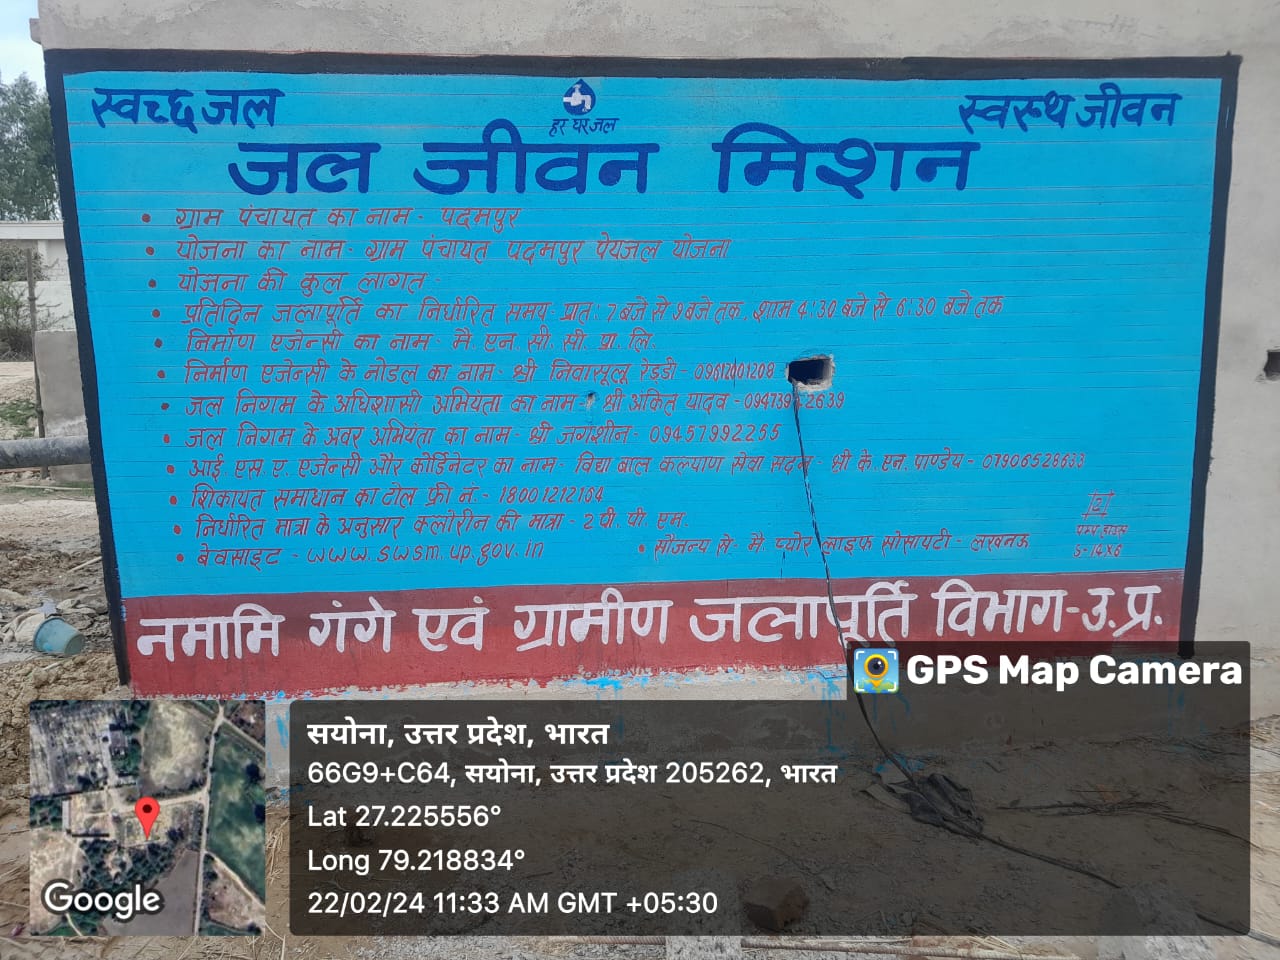 स्वच्छ जल
स्वस्थ जीवन
हर घर जल
जल जीवन मिशन
• ग्राम पंचायत का नाम - पदमपुर
• योजना का नाम - ग्राम पंचायत पदमपुर पेयजल योजना
• योजना की कुल लागत -
• प्रतिदिन जलापूर्ति का निर्धारित समय - प्रात: 7 बजे से 9 बजे तक, शाम 4:30 बजे से 6:30 बजे तक
• निर्माण एजेन्सी का नाम - मै. एन. सी. सी. प्रा. लि.
• निर्माण एजेन्सी के नोडल का नाम - श्री निवासूलू रेड्डी -
• जल निगम के अधिशासी अभियंता का नाम - श्री अंकित यादव -
• जल निगम के अवर अभियंता का नाम - श्री जगशीन - 09457992255
• आई. एस. ए. एजेन्सी और कोर्डिनेटर का नाम - विद्या बाल कल्याण सेवा सदन - श्री के. एन. पाण्डेय - 07906528633
• शिकायत समाधान का टोल फ्री नं. - 18001212164
• निर्धारित मात्रा के अनुसार क्लोरीन की मात्रा - 2 पी. पी. एम.
• बेवसाइट - www.swsm.up.gov.in
• सौजन्य से - मै. प्योर लाइफ सोसायटी - लखनऊ
5-14X6
नमामि गंगे एवं ग्रामीण जलापूर्ति विभाग - उ.प्र.
GPS Map Camera
सयोना, उत्तर प्रदेश, भारत
66G9+C64, सयोना, उत्तर प्रदेश 205262, भारत
Lat 27.225556°
Long 79.218834°
22/02/24 11:33 AM GMT +05:30
Google